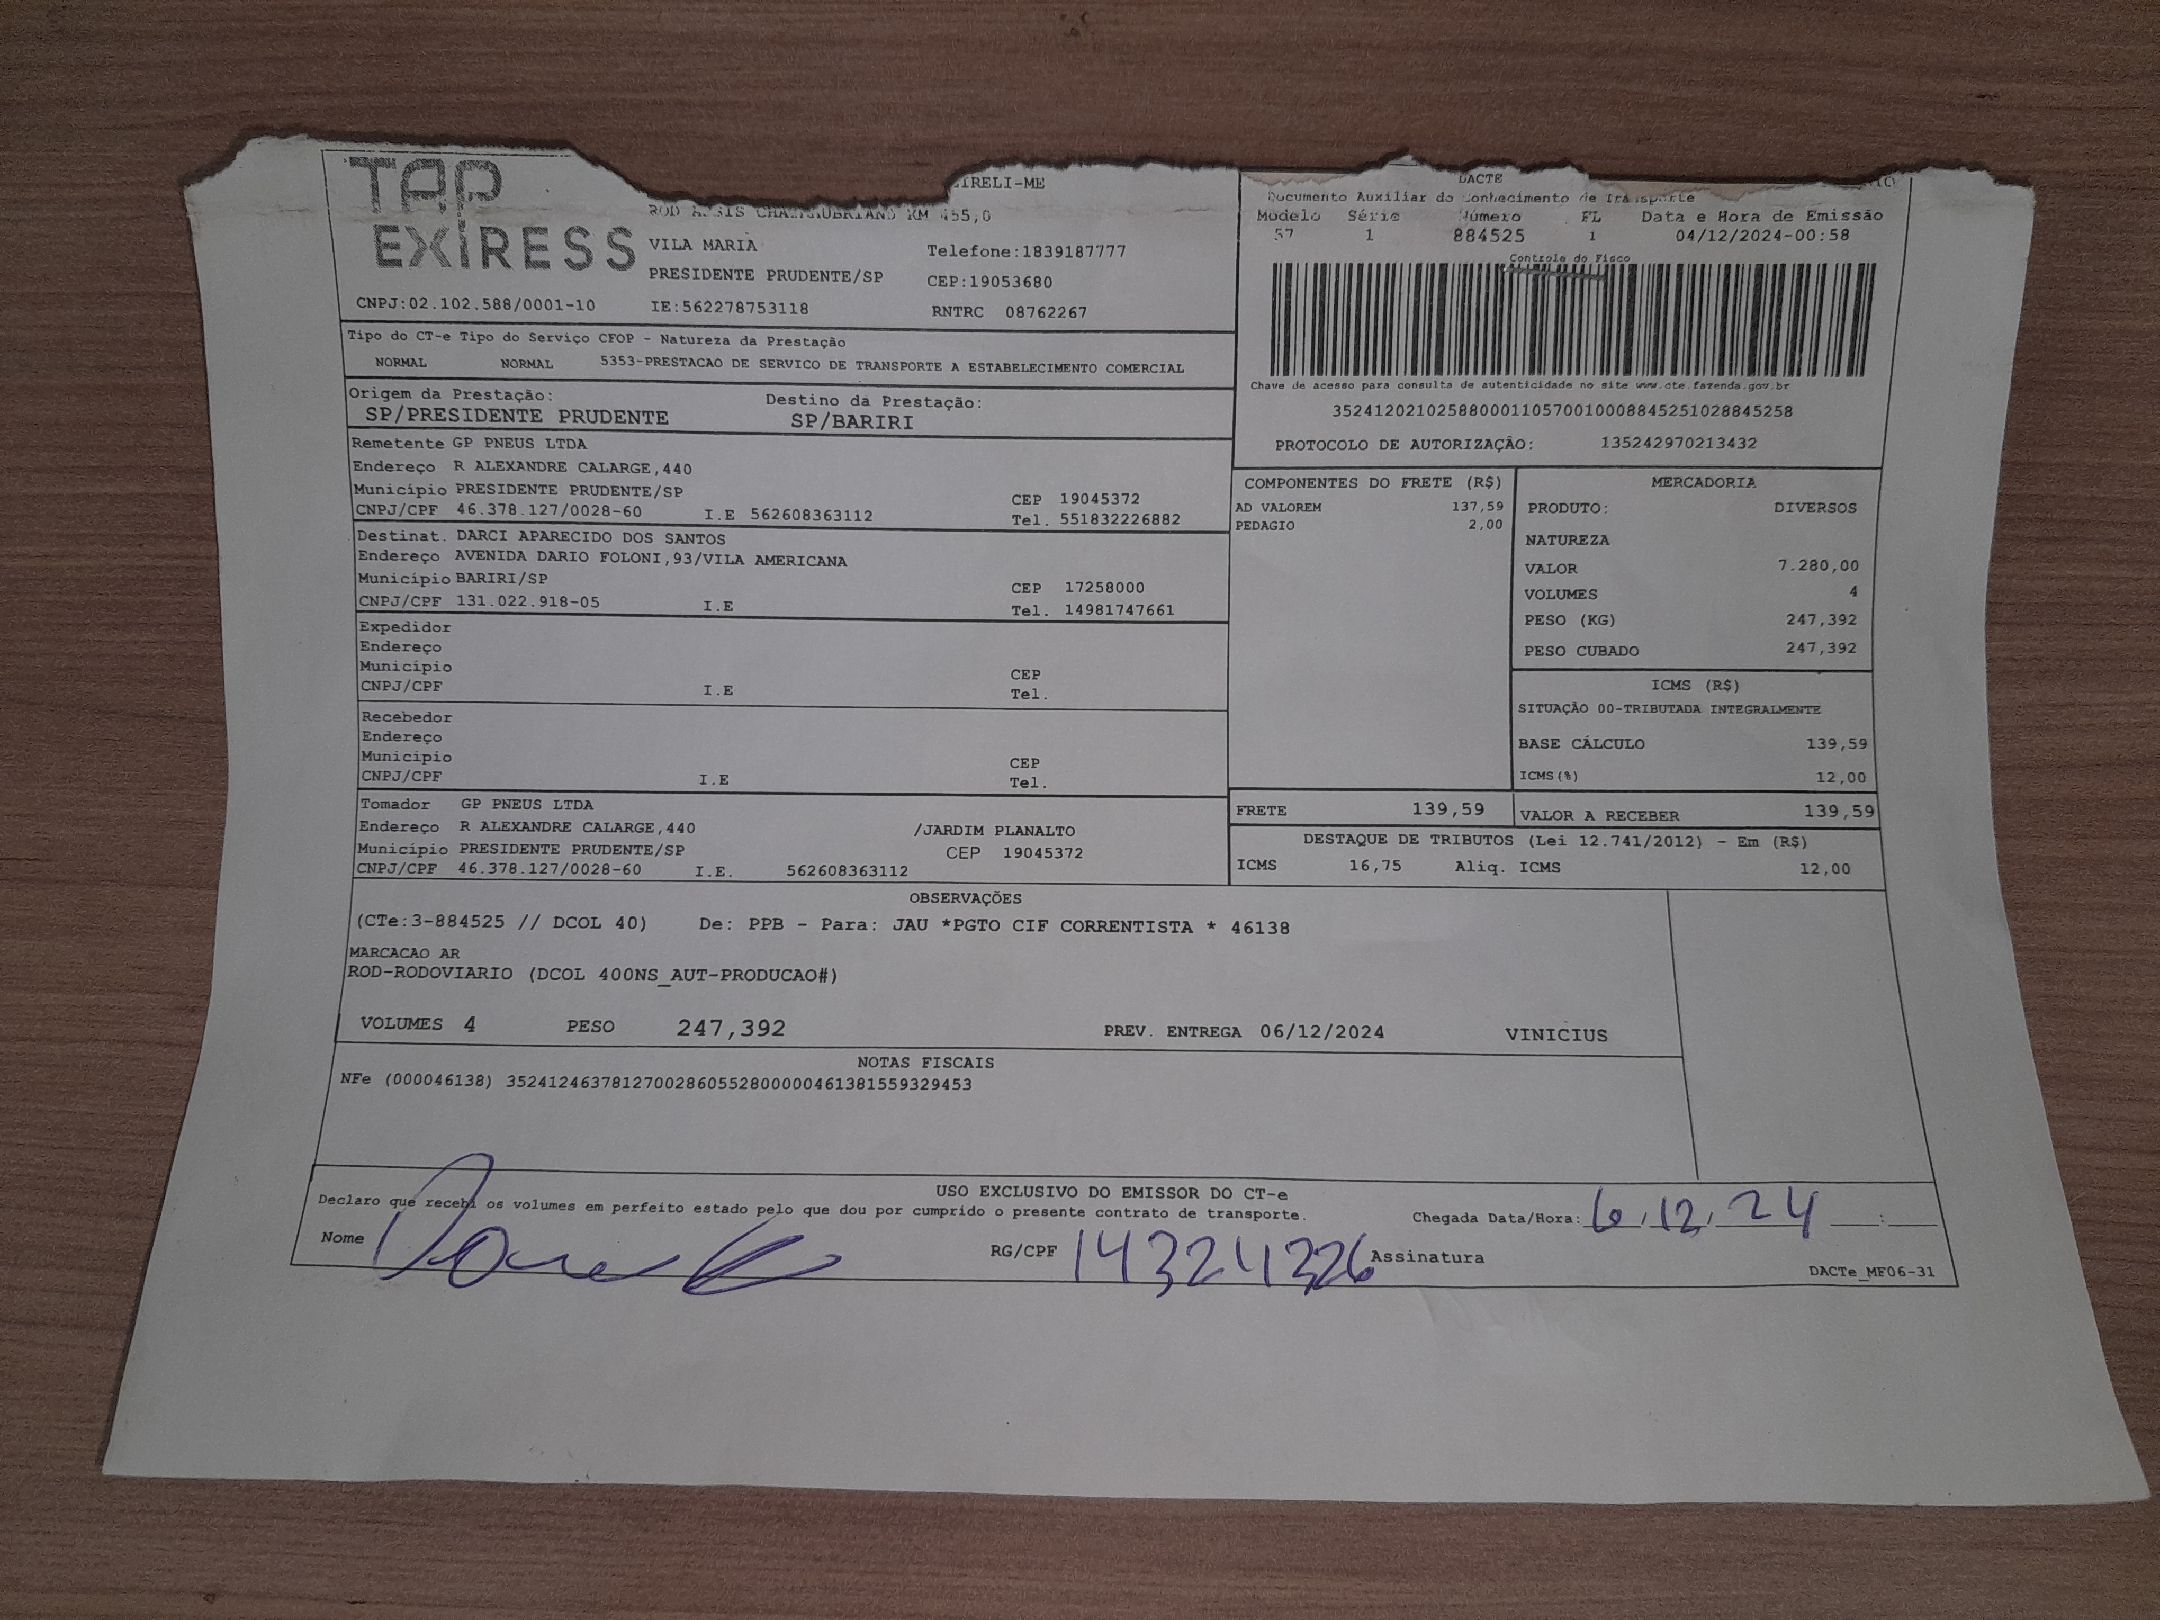 TAP
EXPRESS
EIRELI-ME
KM 455,0
VILA MARIA
Telefone:1839187777
PRESIDENTE PRUDENTE/SP
CEP:19053680
CNPJ:02.102.588/0001-10
IE:562278753118
RNTRC 08762267
DACTE
Documento Auxiliar do Conhecimento de Transporte
Modelo Série Número FL Data e Hora de Emissão
57 1 884525 1 04/12/2024-00:58
Controle do Fisco
Chave de acesso para consulta de autenticidade no site www.cte.fazenda.gov.br
35241202102588000110570010008845251028845258
PROTOCOLO DE AUTORIZAÇÃO: 135242970213432
Tipo do CT-e Tipo do Serviço CFOP - Natureza da Prestação
NORMAL NORMAL 5353-PRESTACAO DE SERVICO DE TRANSPORTE A ESTABELECIMENTO COMERCIAL
Origem da Prestação: Destino da Prestação:
SP/PRESIDENTE PRUDENTE SP/BARIRI
Remetente GP PNEUS LTDA
Endereço R ALEXANDRE CALARGE,440
Município PRESIDENTE PRUDENTE/SP CEP 19045372
CNPJ/CPF 46.378.127/0028-60 I.E 562608363112 Tel. 551832226882
Destinat. DARCI APARECIDO DOS SANTOS
Endereço AVENIDA DARIO FOLONI,93/VILA AMERICANA
Município BARIRI/SP CEP 17258000
CNPJ/CPF 131.022.918-05 I.E Tel. 14981747661
Expedidor
Endereço
Município CEP
CNPJ/CPF I.E Tel.
Recebedor
Endereço
Município CEP
CNPJ/CPF I.E Tel.
Tomador GP PNEUS LTDA
Endereço R ALEXANDRE CALARGE,440 /JARDIM PLANALTO
Município PRESIDENTE PRUDENTE/SP CEP 19045372
CNPJ/CPF 46.378.127/0028-60 I.E. 562608363112
COMPONENTES DO FRETE (R$)
AD VALOREM 137,59
PEDAGIO 2,00
MERCADORIA
PRODUTO: DIVERSOS
NATUREZA
VALOR 7.280,00
VOLUMES 4
PESO (KG) 247,392
PESO CUBADO 247,392
ICMS (R$)
SITUAÇÃO 00-TRIBUTADA INTEGRALMENTE
BASE CÁLCULO 139,59
ICMS(%) 12,00
FRETE 139,59 VALOR A RECEBER 139,59
DESTAQUE DE TRIBUTOS (Lei 12.741/2012) - Em (R$)
ICMS 16,75 Aliq. ICMS 12,00
OBSERVAÇÕES
(CTe:3-884525 // DCOL 40) De: PPB - Para: JAU *PGTO CIF CORRENTISTA * 46138
MARCACAO AR
ROD-RODOVIARIO (DCOL 400NS_AUT-PRODUCAO#)
VOLUMES 4 PESO 247,392 PREV. ENTREGA 06/12/2024 VINICIUS
NOTAS FISCAIS
NFe (000046138) 35241246378127002860552800000461381559329453
USO EXCLUSIVO DO EMISSOR DO CT-e
Declaro que recebi os volumes em perfeito estado pelo que dou por cumprido o presente contrato de transporte.
Chegada Data/Hora: 6.12.24 ___:___
Nome RG/CPF 143241326 Assinatura
DACTe_MF06-31